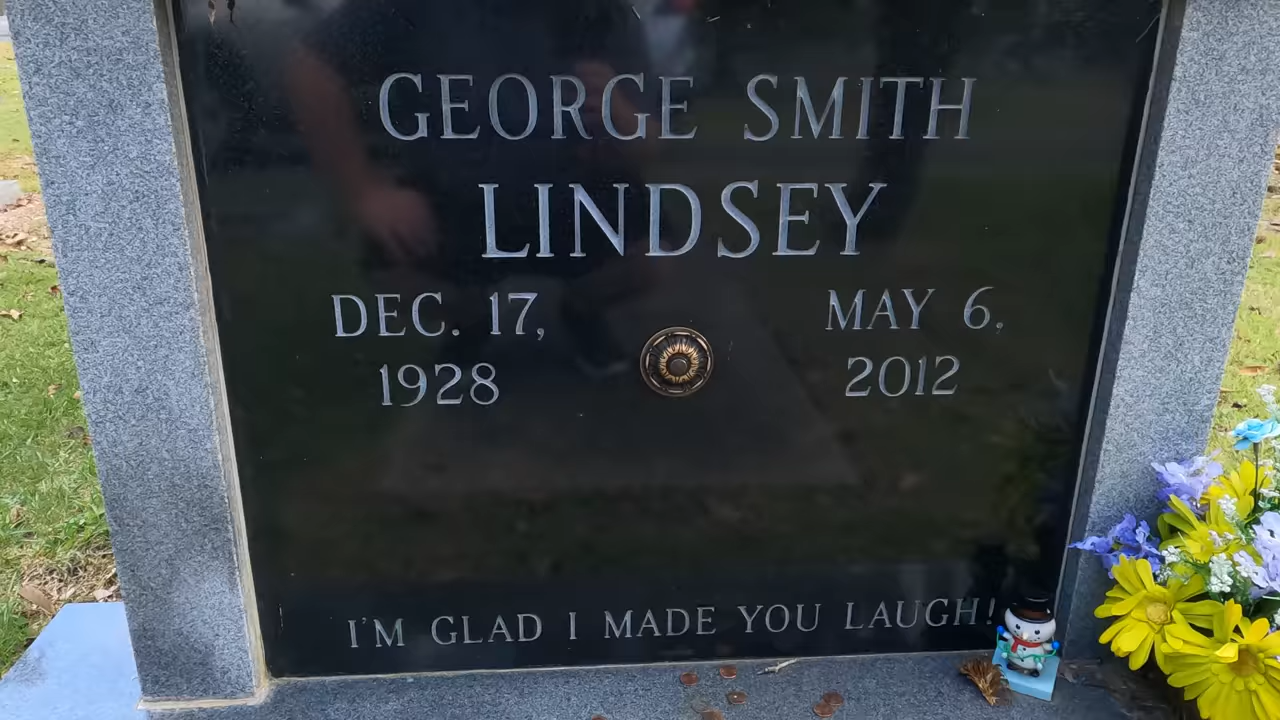 GEORGE SMITH
LINDSEY
DEC. 17, MAY 6,
1928 2012
I'M GLAD I MADE YOU LAUGH!